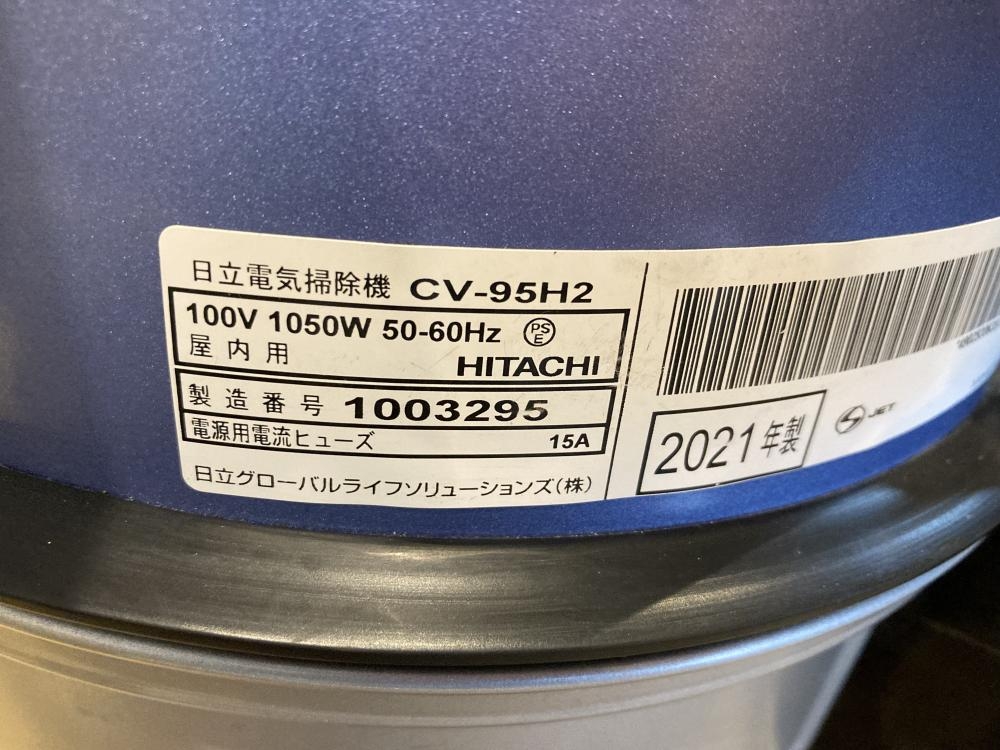 日立電気掃除機 CV-95H2
100V 1050W 50-60Hz PSE
屋内用
HITACHI
製造番号 1003295
電源用電流ヒューズ 15A
日立グローバルライフソリューションズ(株)
2021年製
JET